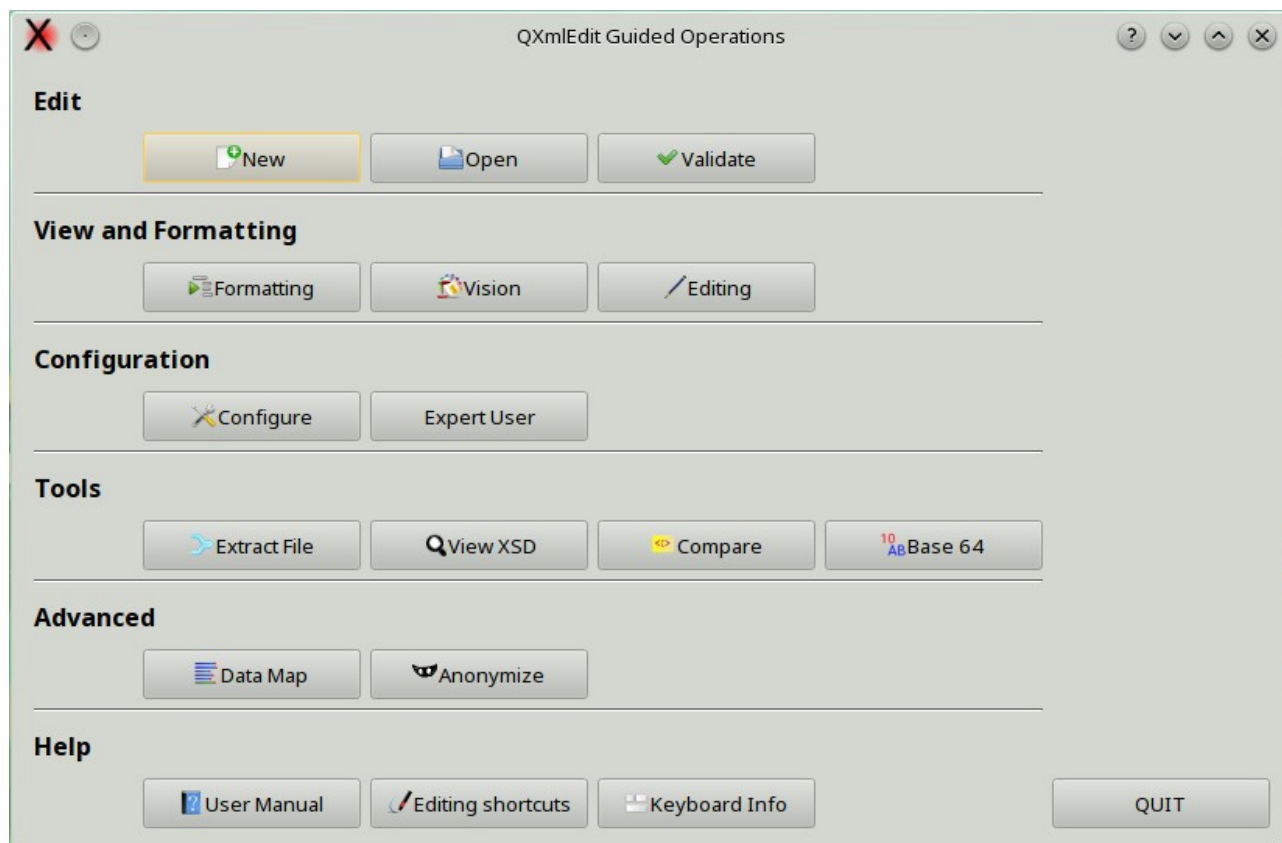 QXmlEdit Guided Operations
Edit
New Open Validate
View and Formatting
Formatting Vision Editing
Configuration
Configure Expert User
Tools
Extract File View XSD Compare 10 AB Base 64
Advanced
Data Map Anonymize
Help
User Manual Editing shortcuts Keyboard Info QUIT